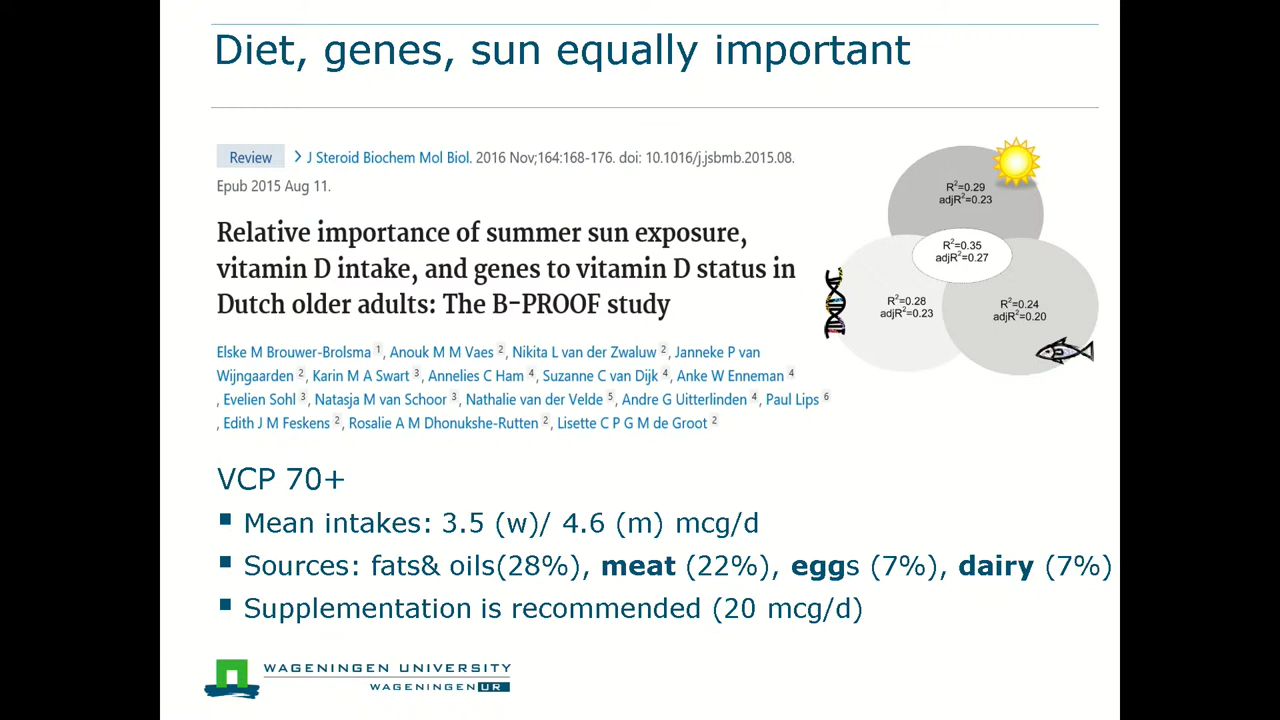 Diet, genes, sun equally important
Review > J Steroid Biochem Mol Biol. 2016 Nov;164:168-176. doi: 10.1016/j.jsbmb.2015.08.
Epub 2015 Aug 11.
Relative importance of summer sun exposure,
vitamin D intake, and genes to vitamin D status in
Dutch older adults: The B-PROOF study
Elske M Brouwer-Brolsma 1, Anouk M M Vaes 2, Nikita L van der Zwaluw 2, Janneke P van
Wijngaarden 2, Karin M A Swart 3, Annelies C Ham 4, Suzanne C van Dijk 4, Anke W Enneman 4
, Evelien Sohl 3, Natasja M van Schoor 3, Nathalie van der Velde 5, Andre G Uitterlinden 4, Paul Lips 6
, Edith J M Feskens 2, Rosalie A M Dhonukshe-Rutten 2, Lisette C P G M de Groot 2
R²=0.29
adjR²=0.23
R²=0.35
adjR²=0.27
R²=0.28
adjR²=0.23
R²=0.24
adjR²=0.20
VCP 70+
▪ Mean intakes: 3.5 (w)/ 4.6 (m) mcg/d
▪ Sources: fats& oils(28%), meat (22%), eggs (7%), dairy (7%)
▪ Supplementation is recommended (20 mcg/d)
WAGENINGEN UNIVERSITY
WAGENINGEN UR